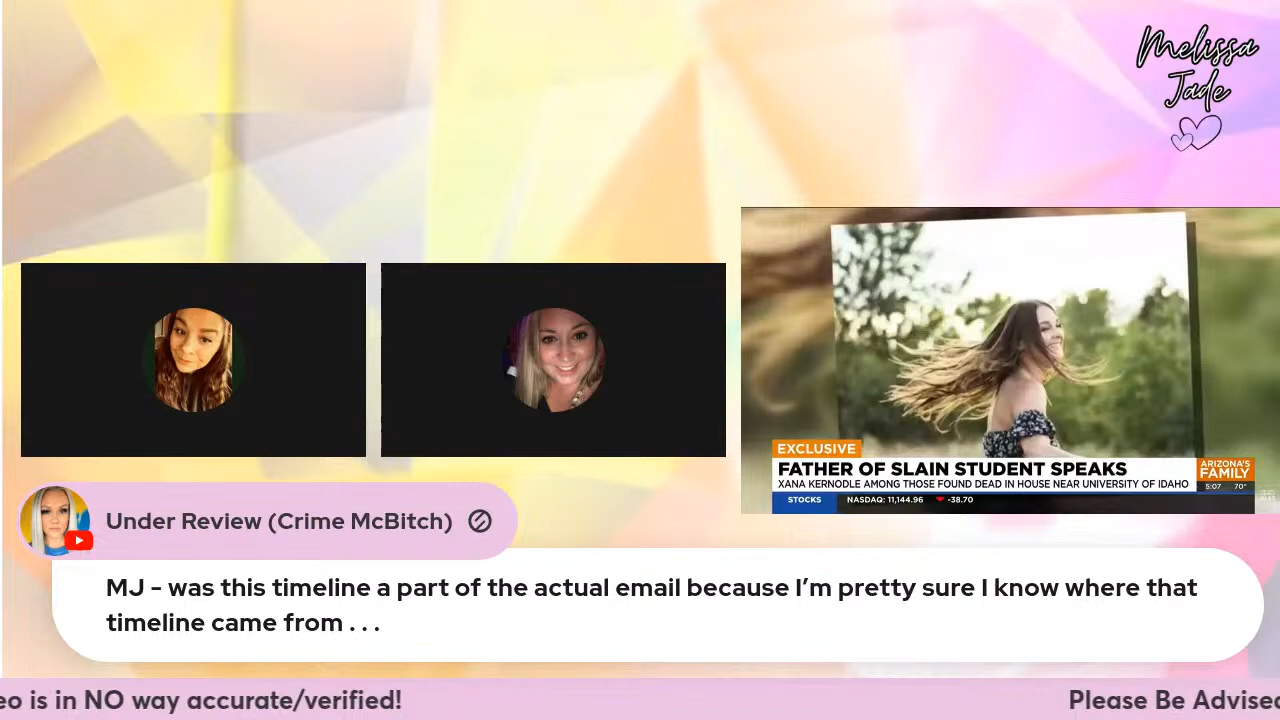 Melissa
Jade
EXCLUSIVE
FATHER OF SLAIN STUDENT SPEAKS
XANA KERNODLE AMONG THOSE FOUND DEAD IN HOUSE NEAR UNIVERSITY OF IDAHO
ARIZONA'S
FAMILY
5:07 70°
STOCKS NASDAQ: 11,144.96 -38.70
Under Review (Crime McBitch)
MJ - was this timeline a part of the actual email because I’m pretty sure I know where that
timeline came from . . .
eo is in NO way accurate/verified! Please Be Advised